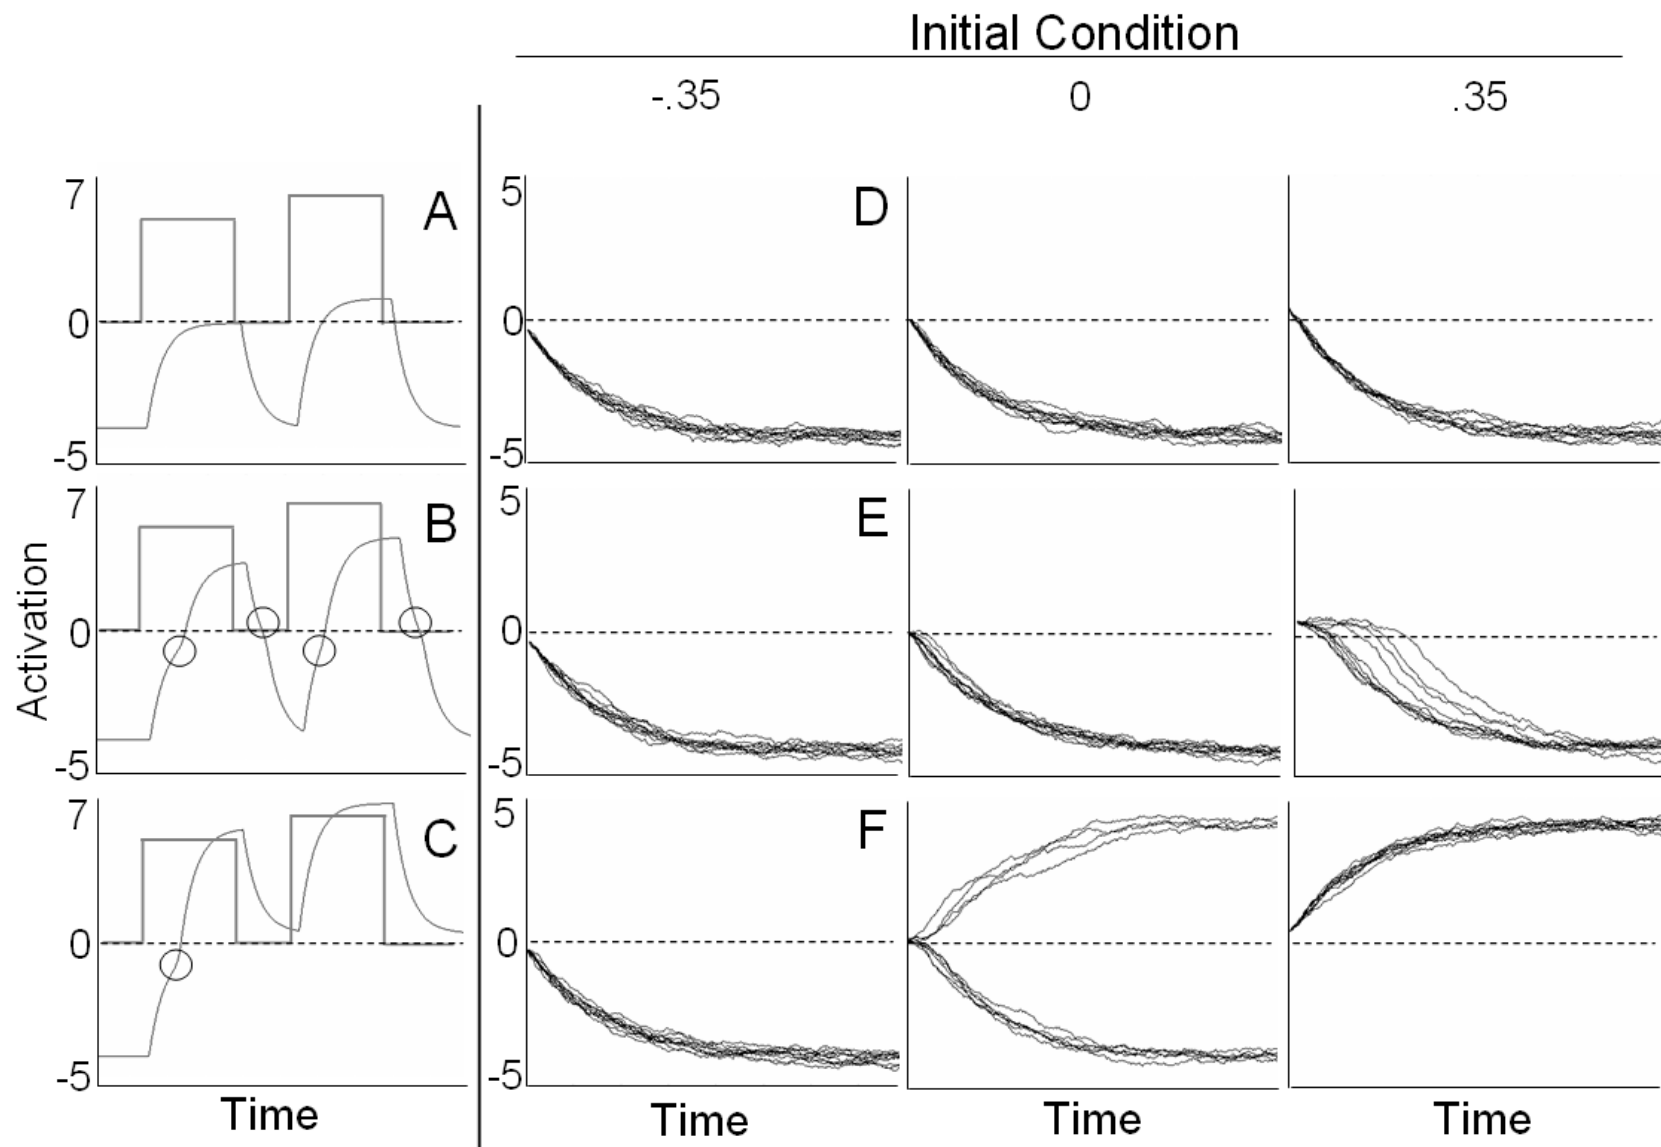 Initial Condition
-.35 0 .35
7 A 5 D
0 0
-5 -5
7 B 5 E
0 0
-5 -5
Activation
7 C 5 F
0 0
-5 -5
Time Time Time Time